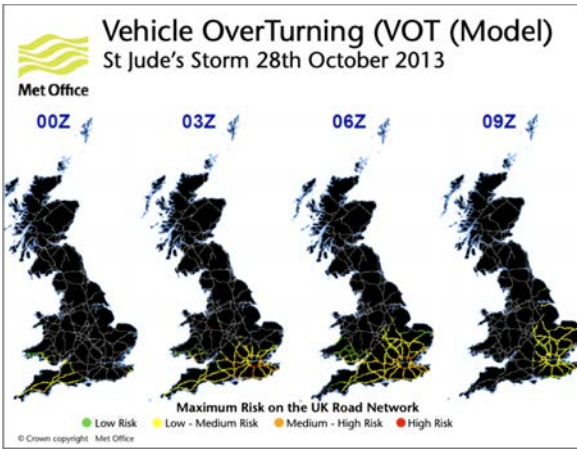 Vehicle OverTurning (VOT (Model)
St Jude's Storm 28th October 2013
Met Office
00Z 03Z 06Z 09Z
Maximum Risk on the UK Road Network
Low Risk Low - Medium Risk Medium - High Risk High Risk
© Crown copyright Met Office